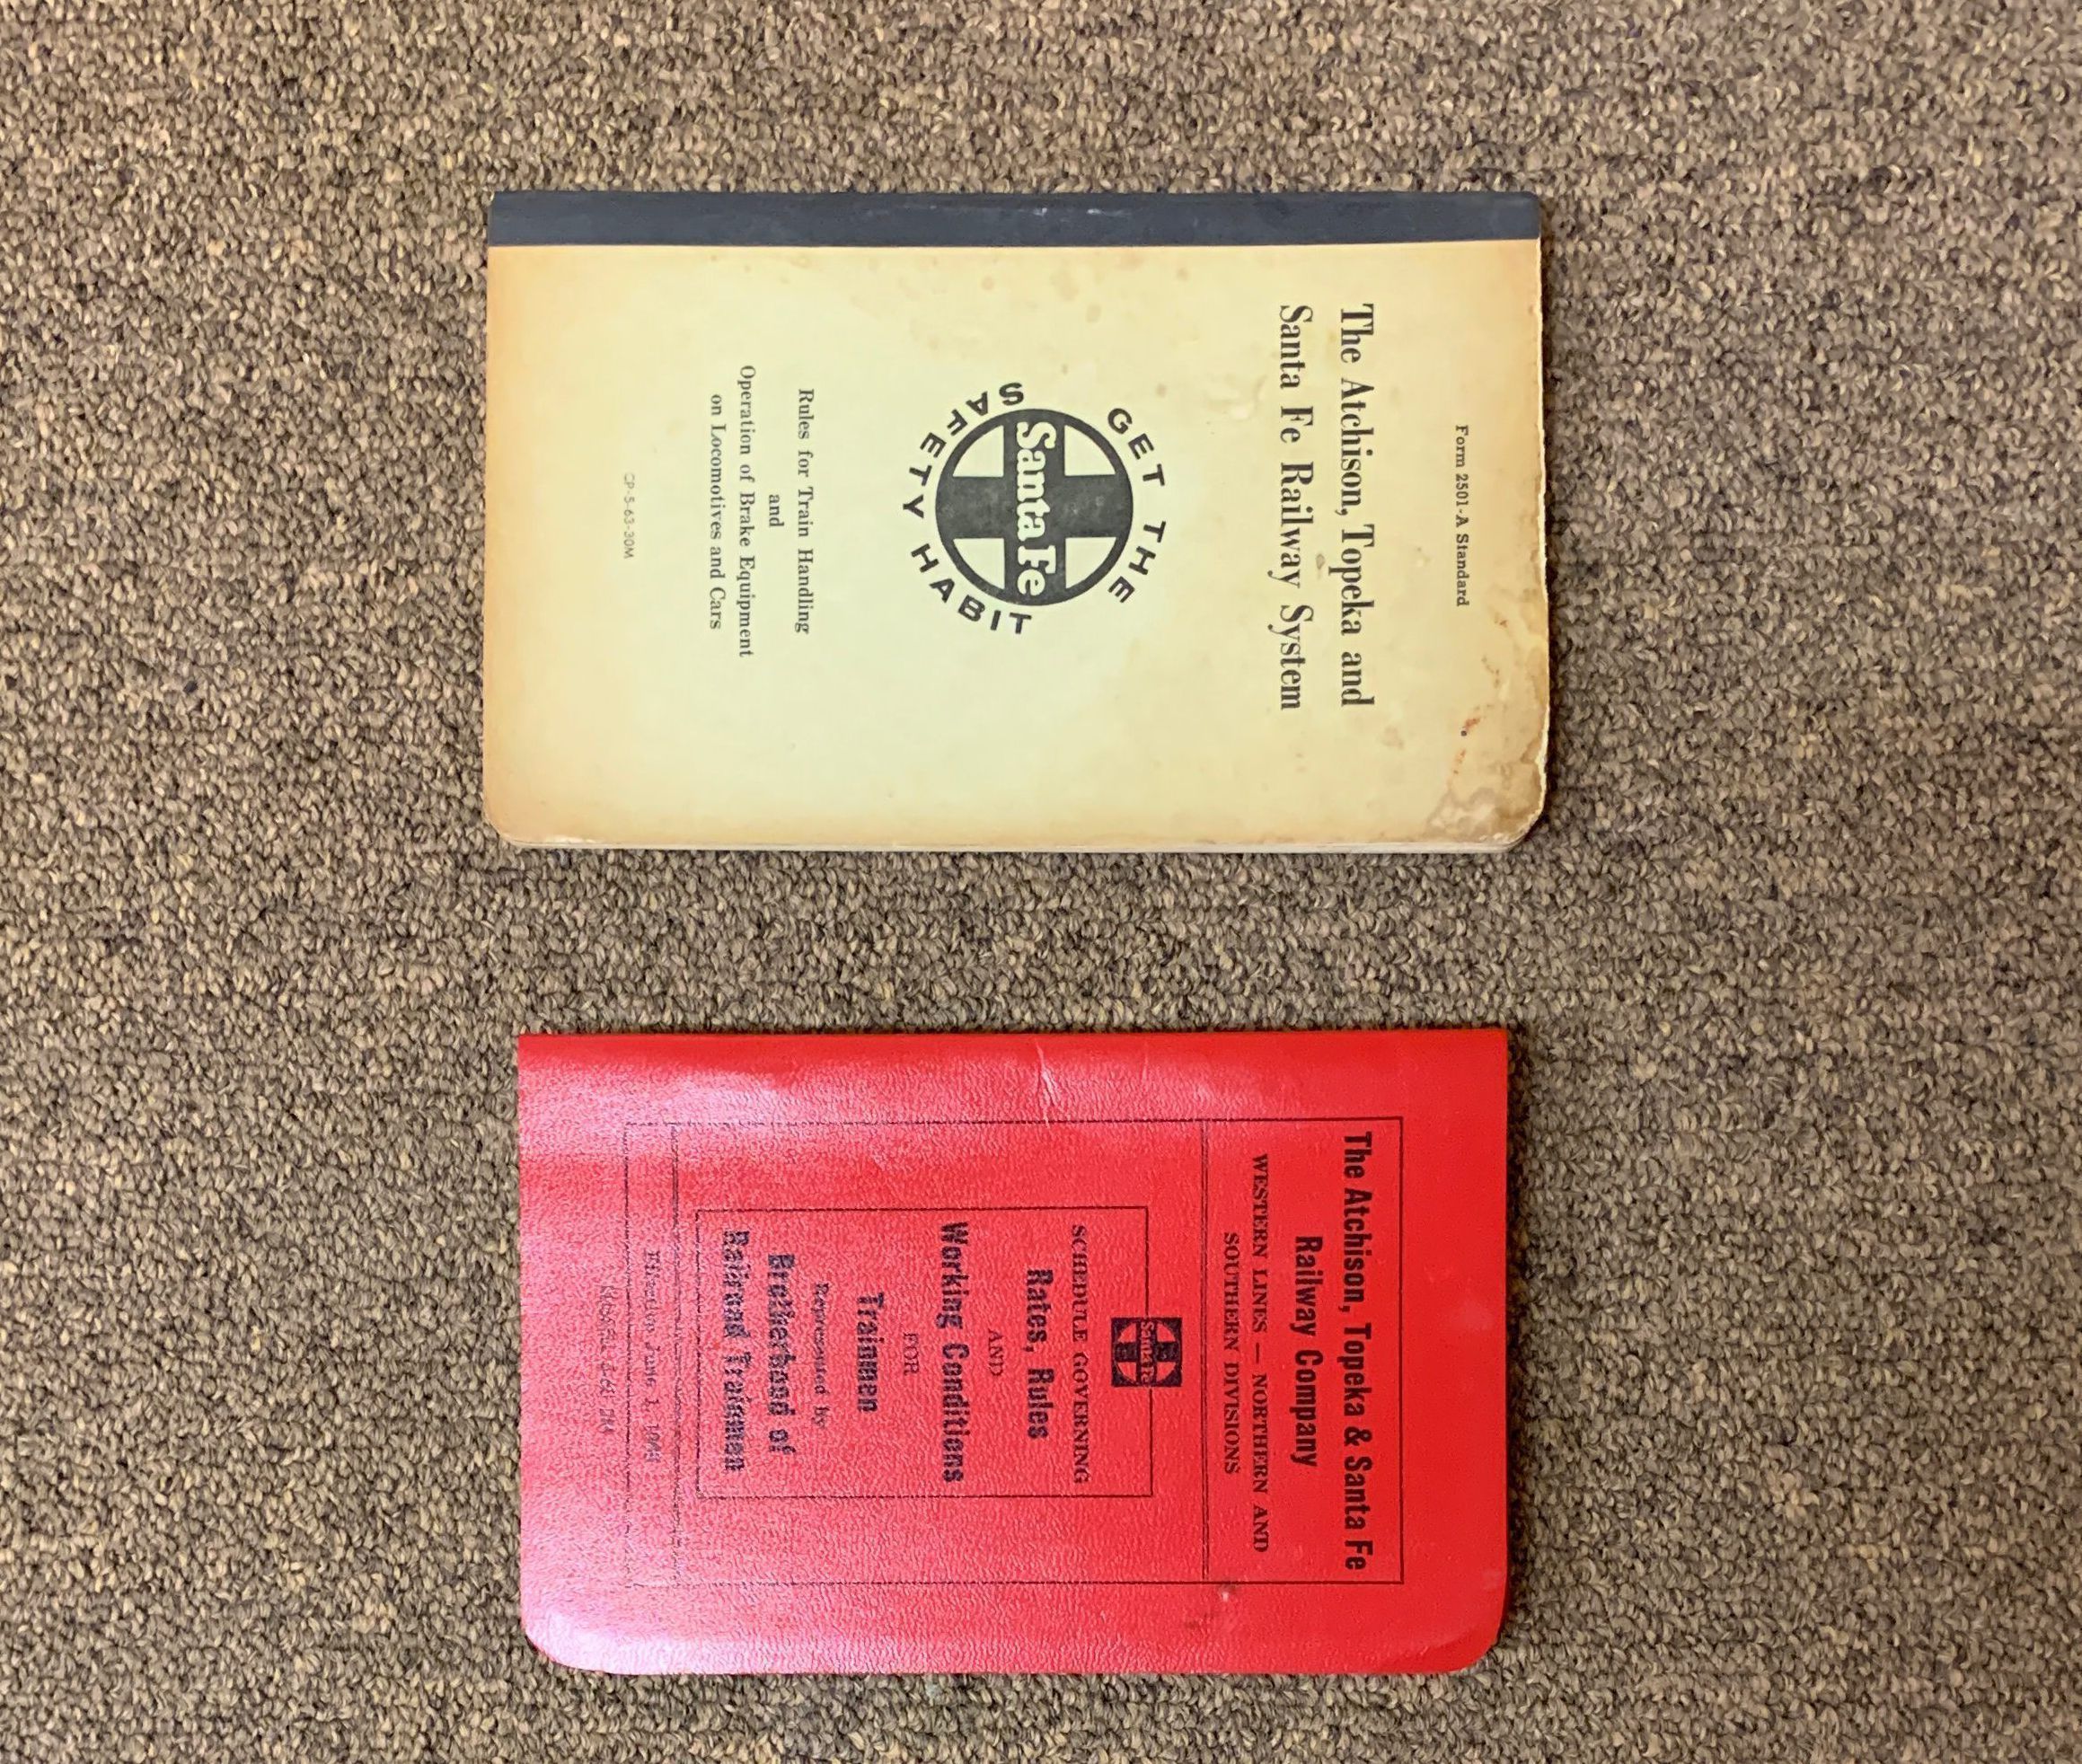 Form 2501-A Standard
The Atchison, Topeka and
Santa Fe Railway System
GET THE
Santa Fe
SAFETY HABIT
Rules for Train Handling
and
Operation of Brake Equipment
on Locomotives and Cars
CP-5-63-30M
The Atchison, Topeka & Santa Fe
Railway Company
WESTERN LINES — NORTHERN AND
SOUTHERN DIVISIONS
Santa Fe
SCHEDULE GOVERNING
Rates, Rules
AND
Working Conditions
FOR
Trainmen
Represented by
Brotherhood of
Railroad Trainmen
Effective June 1,